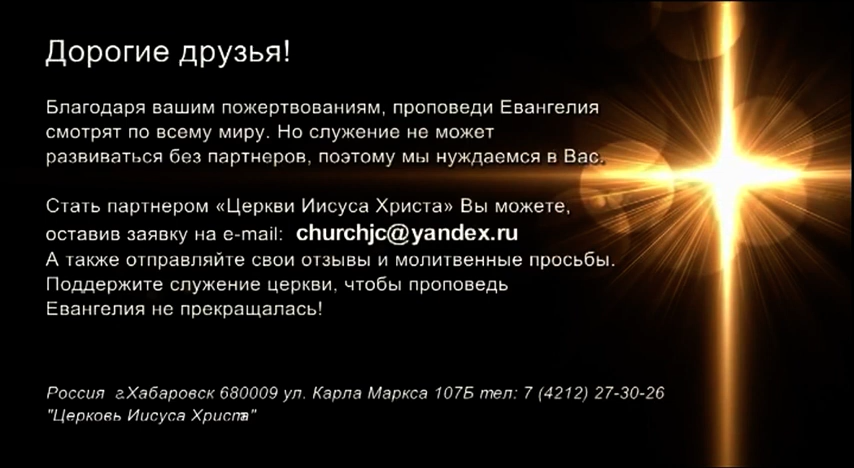 Дорогие друзья!
Благодаря вашим пожертвованиям, проповеди Евангелия
смотрят по всему миру. Но служение не может
развиваться без партнеров, поэтому мы нуждаемся в Вас.
Стать партнером «Церкви Иисуса Христа» Вы можете,
оставив заявку на e-mail: churchjc@yandex.ru
А также отправляйте свои отзывы и молитвенные просьбы.
Поддержите служение церкви, чтобы проповедь
Евангелия не прекращалась!
Россия г.Хабаровск 680009 ул. Карла Маркса 107Б тел: 7 (4212) 27-30-26
"Церковь Иисуса Христа"